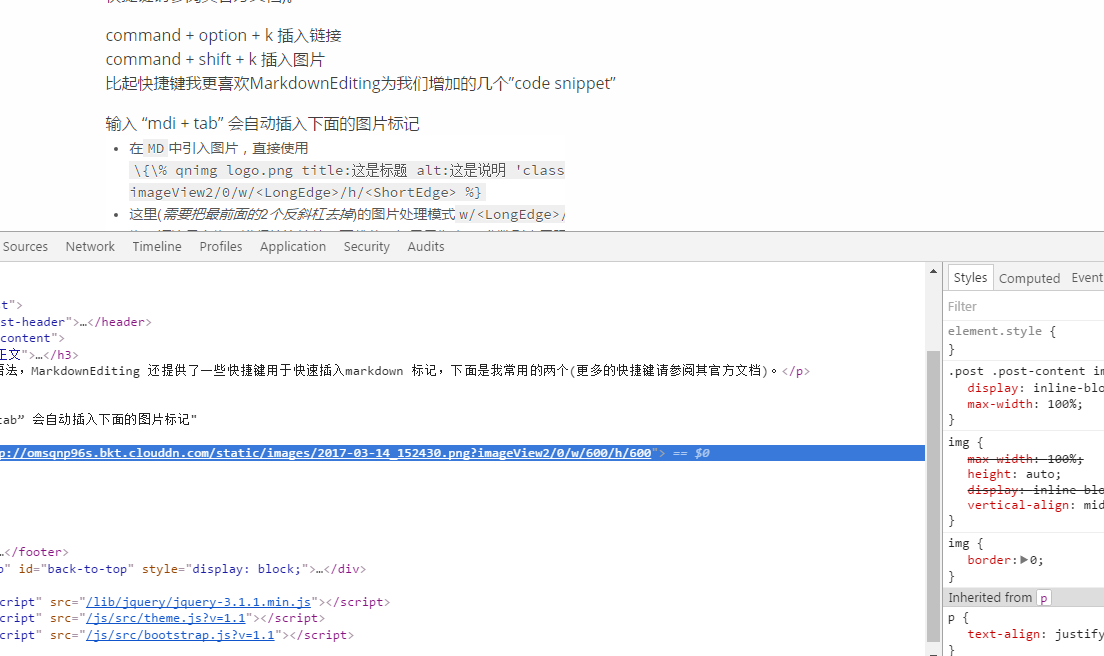 command + option + k 插入链接
command + shift + k 插入图片
比起快捷键我更喜欢MarkdownEditing为我们增加的几个”code snippet”
输入 “mdi + tab” 会自动插入下面的图片标记
• 在 MD 中引入图片，直接使用
\{\% qnimg logo.png title:这是标题 alt:这是说明 'class
imageView2/0/w/<LongEdge>/h/<ShortEdge> %}
• 这里(需要把最前面的2个反斜杠去掉)的图片处理模式 w/<LongEdge>/
Sources Network Timeline Profiles Application Security Audits
t">
st-header">…</header>
content">
正文">…</h3>
语法，MarkdownEditing 还提供了一些快捷键用于快速插入markdown 标记，下面是我常用的两个(更多的快捷键请参阅其官方文档)。</p>
tab” 会自动插入下面的图片标记"
p://omsqnp96s.bkt.clouddn.com/static/images/2017-03-14_152430.png?imageView2/0/w/600/h/600"> == $0
…</footer>
p" id="back-to-top" style="display: block;">…</div>
cript" src="/lib/jquery/jquery-3.1.1.min.js"></script>
cript" src="/js/src/theme.js?v=1.1"></script>
cript" src="/js/src/bootstrap.js?v=1.1"></script>
Styles Computed Event
Filter
element.style {
}
.post .post-content im
display: inline-blo
max-width: 100%;
}
img {
max-width: 100%;
height: auto;
display: inline-blo
vertical-align: mid
}
img {
border:▶0;
}
Inherited from p
p {
text-align: justify
}